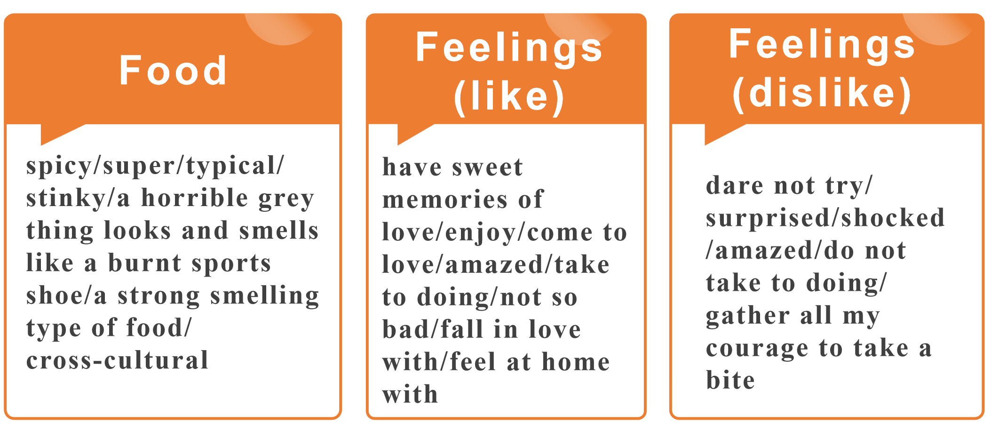 Food
spicy/super/typical/
stinky/a horrible grey
thing looks and smells
like a burnt sports
shoe/a strong smelling
type of food/
cross-cultural
Feelings
(like)
have sweet
memories of
love/enjoy/come to
love/amazed/take
to doing/not so
bad/fall in love
with/feel at home
with
Feelings
(dislike)
dare not try/
surprised/shocked
/amazed/do not
take to doing/
gather all my
courage to take a
bite